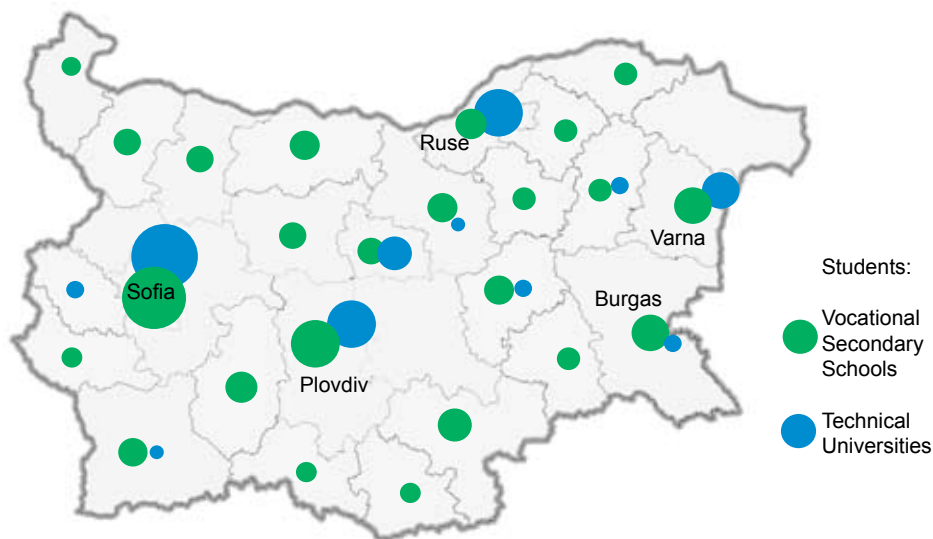 Ruse
Varna
Sofia
Burgas
Plovdiv
Students:
Vocational
Secondary
Schools
Technical
Universities